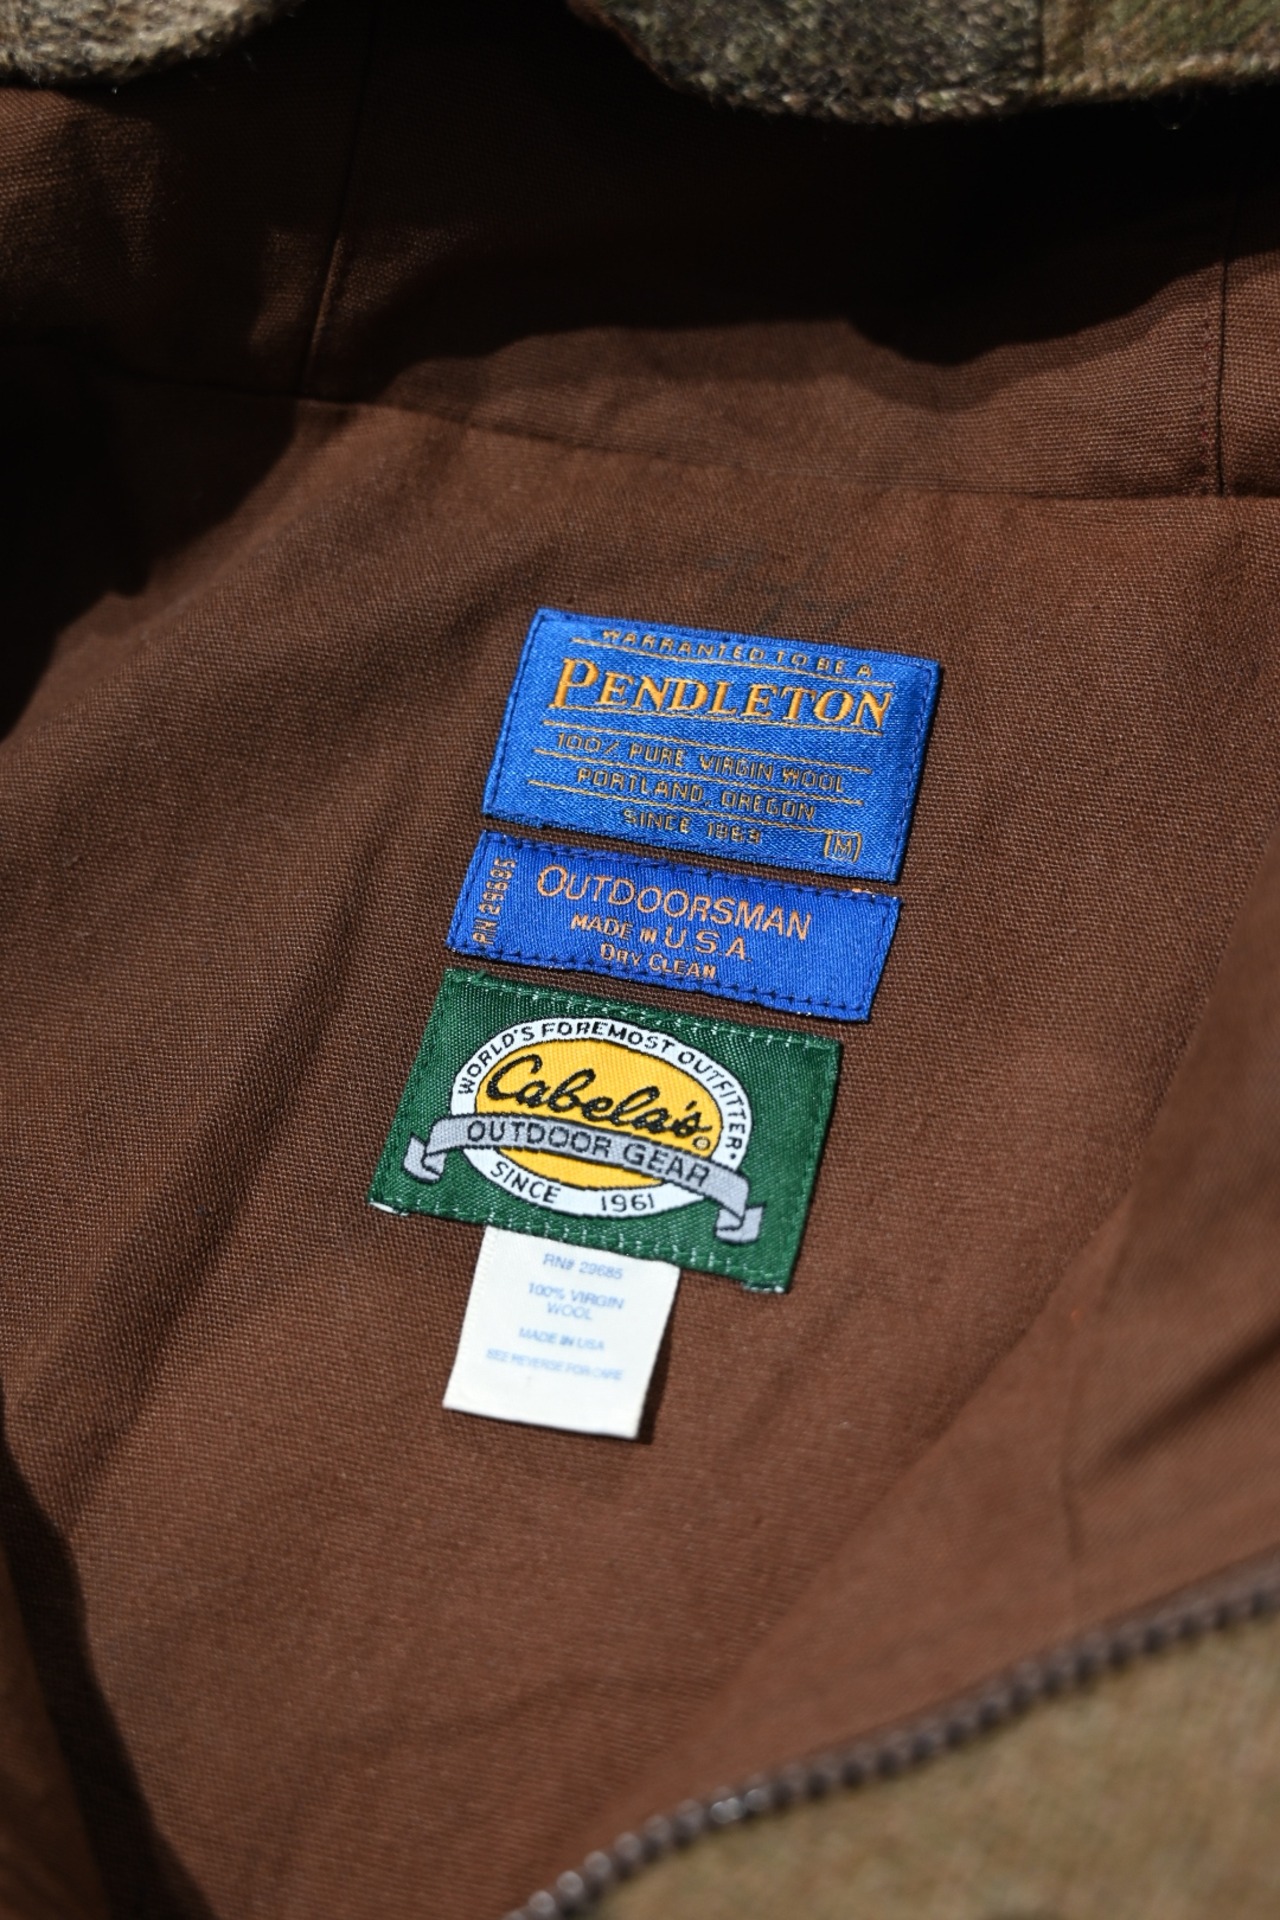 WARRANTED TO BE A
PENDLETON
100% PURE VIRGIN WOOL
PORTLAND, OREGON
SINCE 1863
M
RN 29685
OUTDOORSMAN
MADE IN U.S.A.
DRY CLEAN
WORLD'S FOREMOST OUTFITTER
Cabela's
OUTDOOR GEAR
SINCE 1961
RN# 29685
100% VIRGIN
WOOL
MADE IN USA
SEE REVERSE FOR CARE